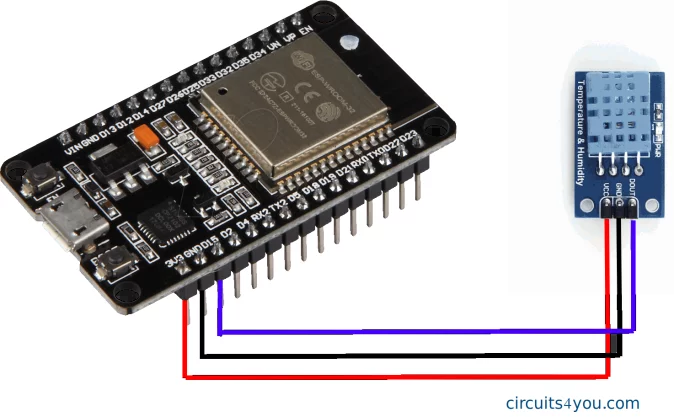 VIN GND D13 D12 D14 D27 D26 D25 D33 D32 D35 D34 VN VP EN
ESP-WROOM-32
CE
3V3 GND D15 D2 D4 RX2 TX2 D5 D18 D19 D21 RX0 TX0 D22 D23
Temperature & Humidity
PWR
VCC GND DOUT
circuits4you.com